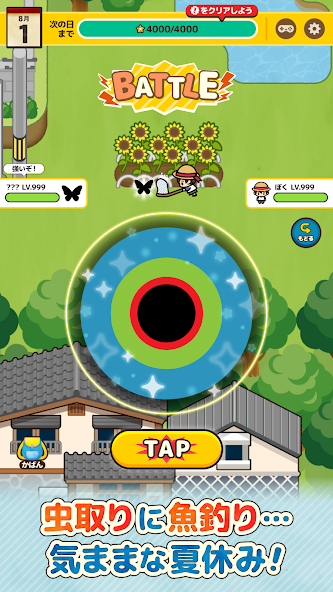 8月
1
次の日
まで
!をクリアしよう
4000/4000
BATTLE
強いぞ!
??? LV.999
ぼく LV.999
もどる
TAP
かばん
虫取りに魚釣り…
気ままな夏休み!